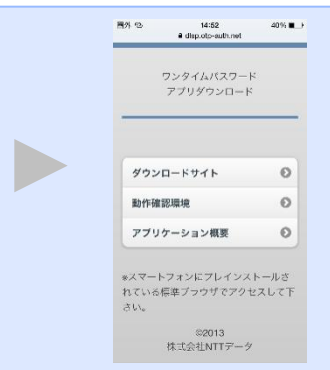 圏外
14:52
40%
disp.otp-auth.net
ワンタイムパスワード
アプリダウンロード
ダウンロードサイト
動作確認環境
アプリケーション概要
※スマートフォンにプレインストールさ
れている標準ブラウザでアクセスして下
さい。
©2013
株式会社NTTデータ